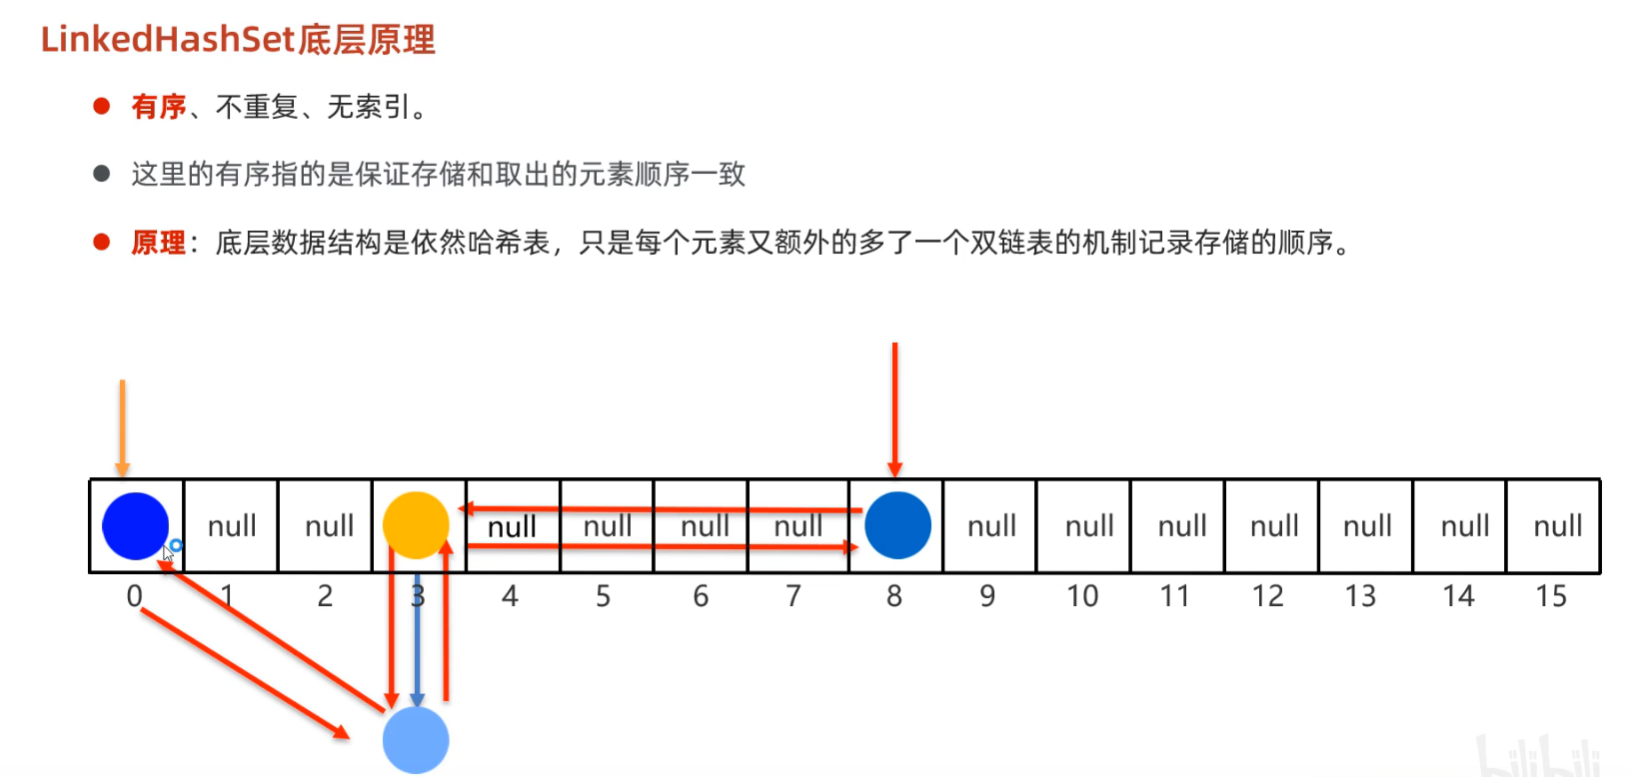 LinkedHashSet底层原理
有序、不重复、无索引。
这里的有序指的是保证存储和取出的元素顺序一致
原理：底层数据结构是依然哈希表，只是每个元素又额外的多了一个双链表的机制记录存储的顺序。
null null null null null null null null null null null null null
0 1 2 3 4 5 6 7 8 9 10 11 12 13 14 15
bilibili